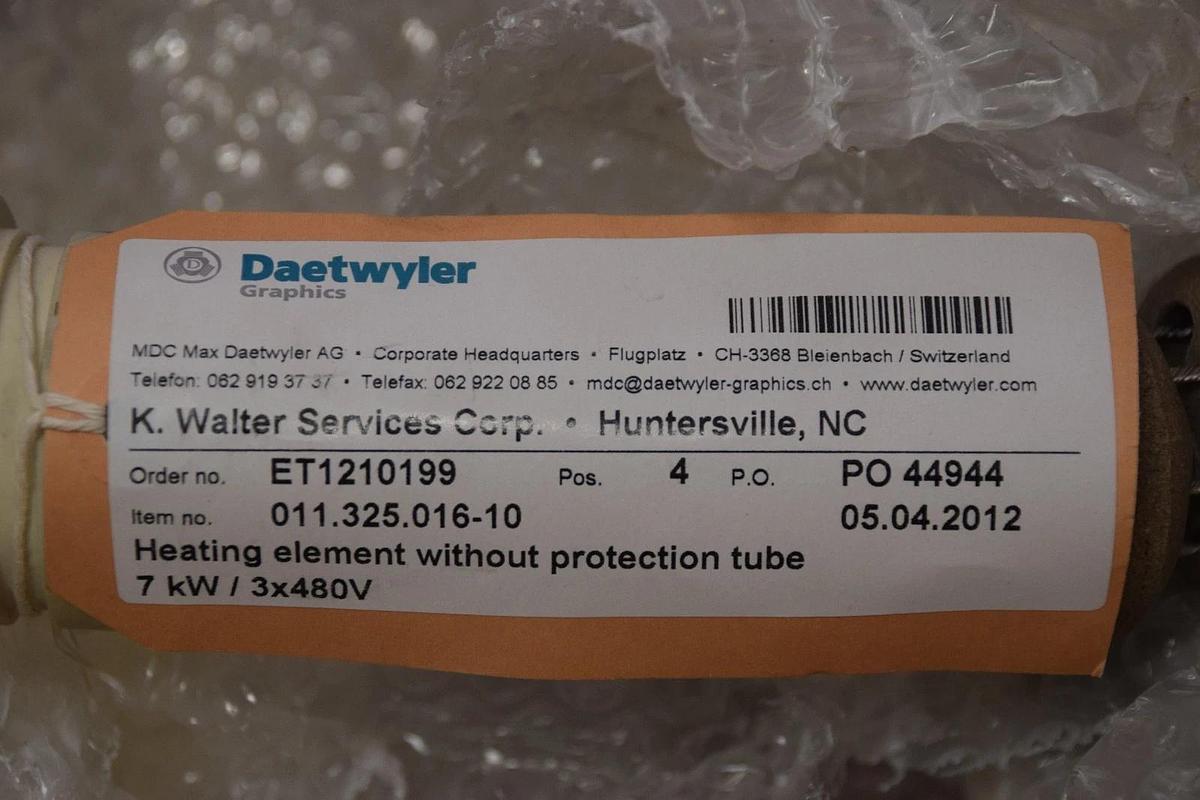 Daetwyler
Graphics
MDC Max Daetwyler AG • Corporate Headquarters • Flugplatz • CH-3368 Bleienbach / Switzerland
Telefon: 062 919 37 37 • Telefax: 062 922 08 85 • mdc@daetwyler-graphics.ch • www.daetwyler.com
K. Walter Services Corp. • Huntersville, NC
Order no. ET1210199 Pos. 4 P.O. PO 44944
Item no. 011.325.016-10 05.04.2012
Heating element without protection tube
7 kW / 3x480V